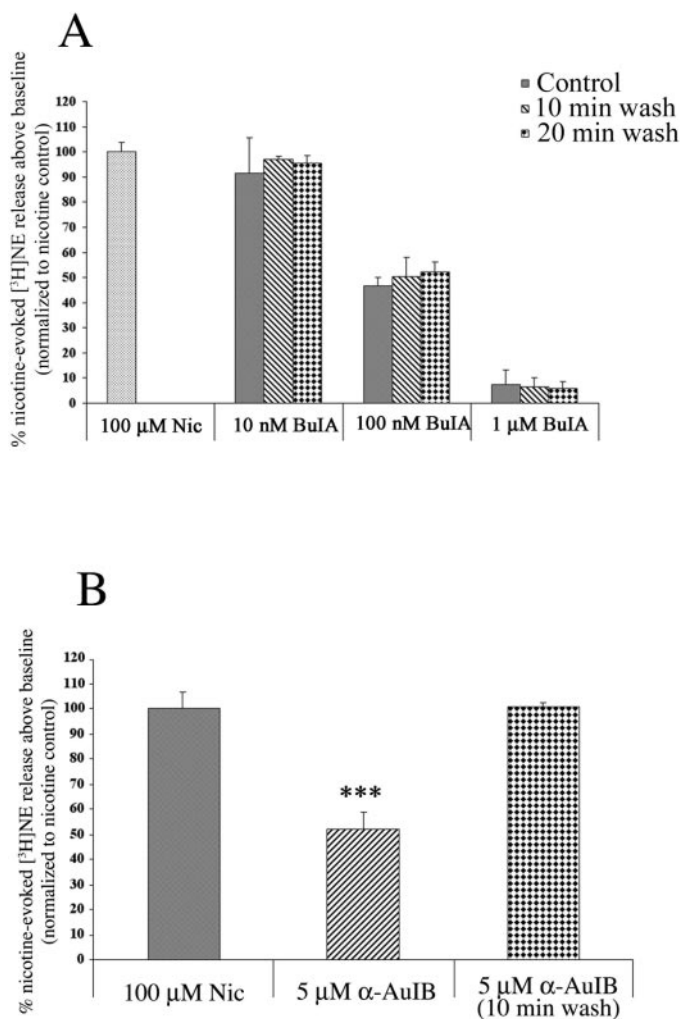 A
% nicotine-evoked [³H]NE release above baseline
(normalized to nicotine control)
Control
10 min wash
20 min wash
120
110
100
90
80
70
60
50
40
30
20
10
0
100 μM Nic
10 nM BuIA
100 nM BuIA
1 μM BuIA
B
% nicotine-evoked [³H]NE release above baseline
(normalized to nicotine control)
120
110
100
90
80
70
60
50
40
30
20
10
0
***
100 μM Nic
5 μM α-AuIB
5 μM α-AuIB
(10 min wash)